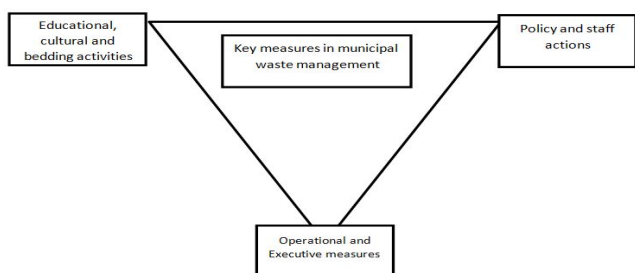 Educational,
cultural and
bedding activities
Key measures in municipal
waste management
Policy and staff
actions
Operational and
Executive measures